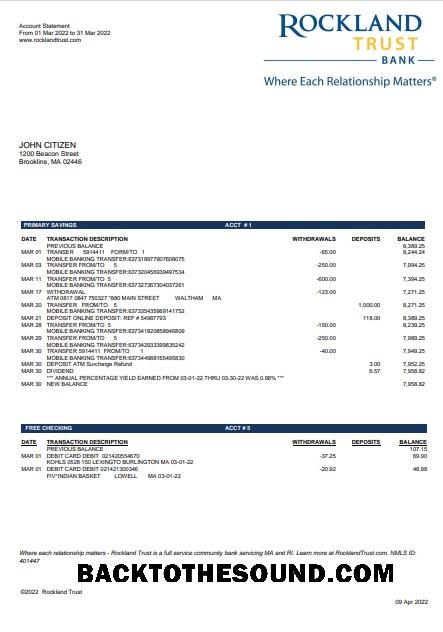 Account Statement
From 01 Mar 2022 to 31 Mar 2022
www.rocklandtrust.com
ROCKLAND
TRUST
BANK
Where Each Relationship Matters®
JOHN CITIZEN
1200 Beacon Street
Brookline, MA 02446
PRIMARY SAVINGS ACCT # 1
DATE TRANSACTION DESCRIPTION WITHDRAWALS DEPOSITS BALANCE
PREVIOUS BALANCE 8,389.25
MAR 01 TRANSER 5914411 FORM/TO 1 -65.00 8,244.24
MOBILE BANKING TRANSFER:637318977907608075
MAR 03 TRANSFER FROM/TO 5 -250.00 7,994.25
MOBILE BANKING TRANSFER:637320456939497534
MAR 11 TRANSFER FROM/TO 5 -600.00 7,394.25
MOBILE BANKING TRANSFER:637327367304037261
MAR 17 WITHDRAWAL -123.00 7,271.25
ATM 0817 0847 750327 *880 MAIN STREET WALTHAM MA
MAR 20 TRANSFER FROM/TO 5 1,000.00 8,271.25
MOBILE BANKING TRANSFER:637335435969141752
MAR 21 DEPOSIT ONLINE DEPOSIT: REF # 54987793 118.00 8,389.25
MAR 28 TRANSFER FROM/TO 5 -150.00 8,239.25
MOBILE BANKING TRANSFER:637341820858946809
MAR 29 TRANSFER FROM/TO 5 -250.00 7,989.25
MOBILE BANKING TRANSFER:637342933399835242
MAR 30 TRANSFER 5914411 FROM/TO 1 -40.00 7,949.25
MOBILE BANKING TRANSFER:637344988165495830
MAR 30 DEPOSIT ATM Surcharge Refund 3.00 7,952.25
MAR 30 DIVIDEND 6.57 7,958.82
*** ANNUAL PERCENTAGE YIELD EARNED FROM 03-01-22 THRU 03-30-22 WAS 0.98% ***
MAR 30 NEW BALANCE 7,958.82
FREE CHECKING ACCT # 5
DATE TRANSACTION DESCRIPTION WITHDRAWALS DEPOSITS BALANCE
PREVIOUS BALANCE 107.15
MAR 01 DEBIT CARD DEBIT 021420554670 -37.25 69.90
KOHLS 0528 150 LEXINGTO BURLINGTON MA 03-01-22
MAR 01 DEBIT CARD DEBIT 021421300346 -20.92 48.98
FIV*INDIAN BASKET LOWELL MA 03-01-22
Where each relationship matters - Rockland Trust is a full service community bank servicing MA and RI. Learn more at RocklandTrust.com. NMLS ID:
401447
BACKTOTHESOUND.COM
©2022 Rockland Trust
09 Apr 2022